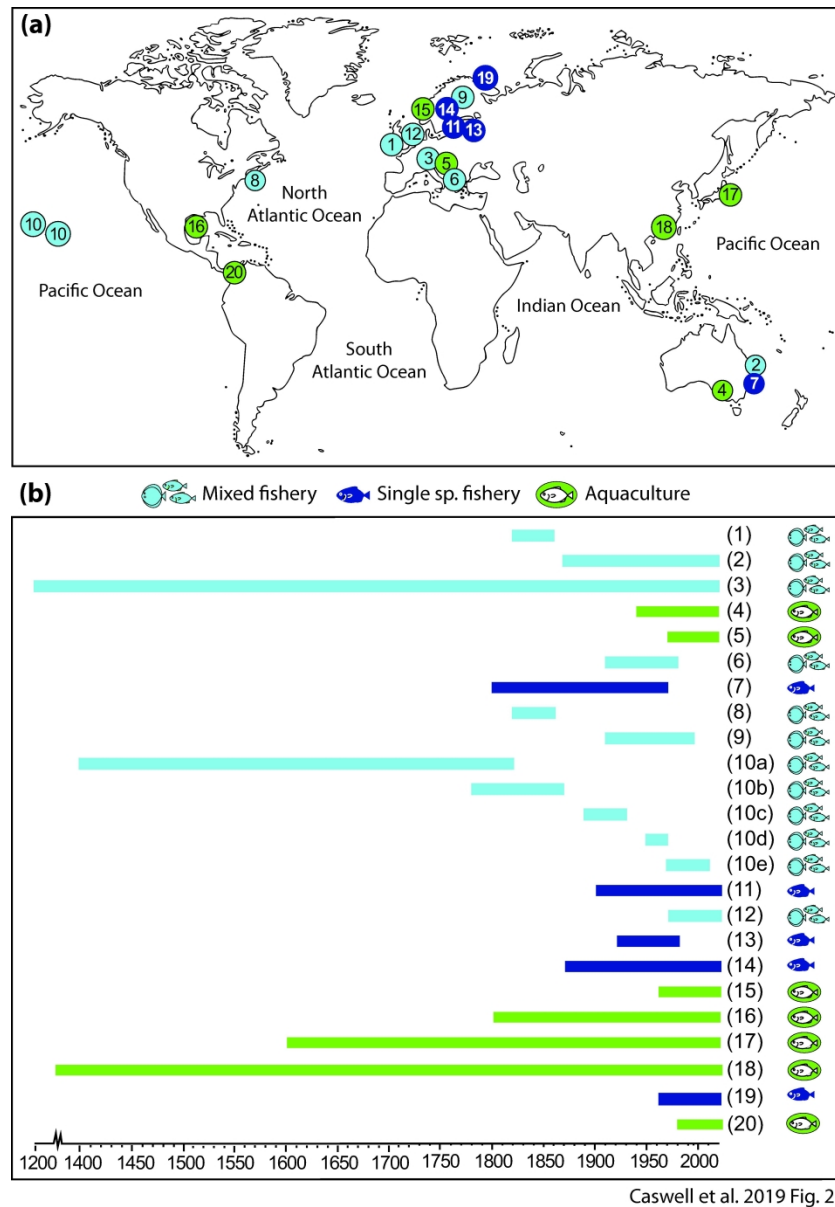 (a)
19
9
15
14
11
13
12
1
3
5
6
8
North
Atlantic Ocean
17
10
10
16
18
Pacific Ocean
20
Pacific Ocean
Indian Ocean
South
Atlantic Ocean
2
7
4
(b)
Mixed fishery Single sp. fishery Aquaculture
(1)
(2)
(3)
(4)
(5)
(6)
(7)
(8)
(9)
(10a)
(10b)
(10c)
(10d)
(10e)
(11)
(12)
(13)
(14)
(15)
(16)
(17)
(18)
(19)
(20)
1200 1400 1450 1500 1550 1600 1650 1700 1750 1800 1850 1900 1950 2000
Caswell et al. 2019 Fig. 2